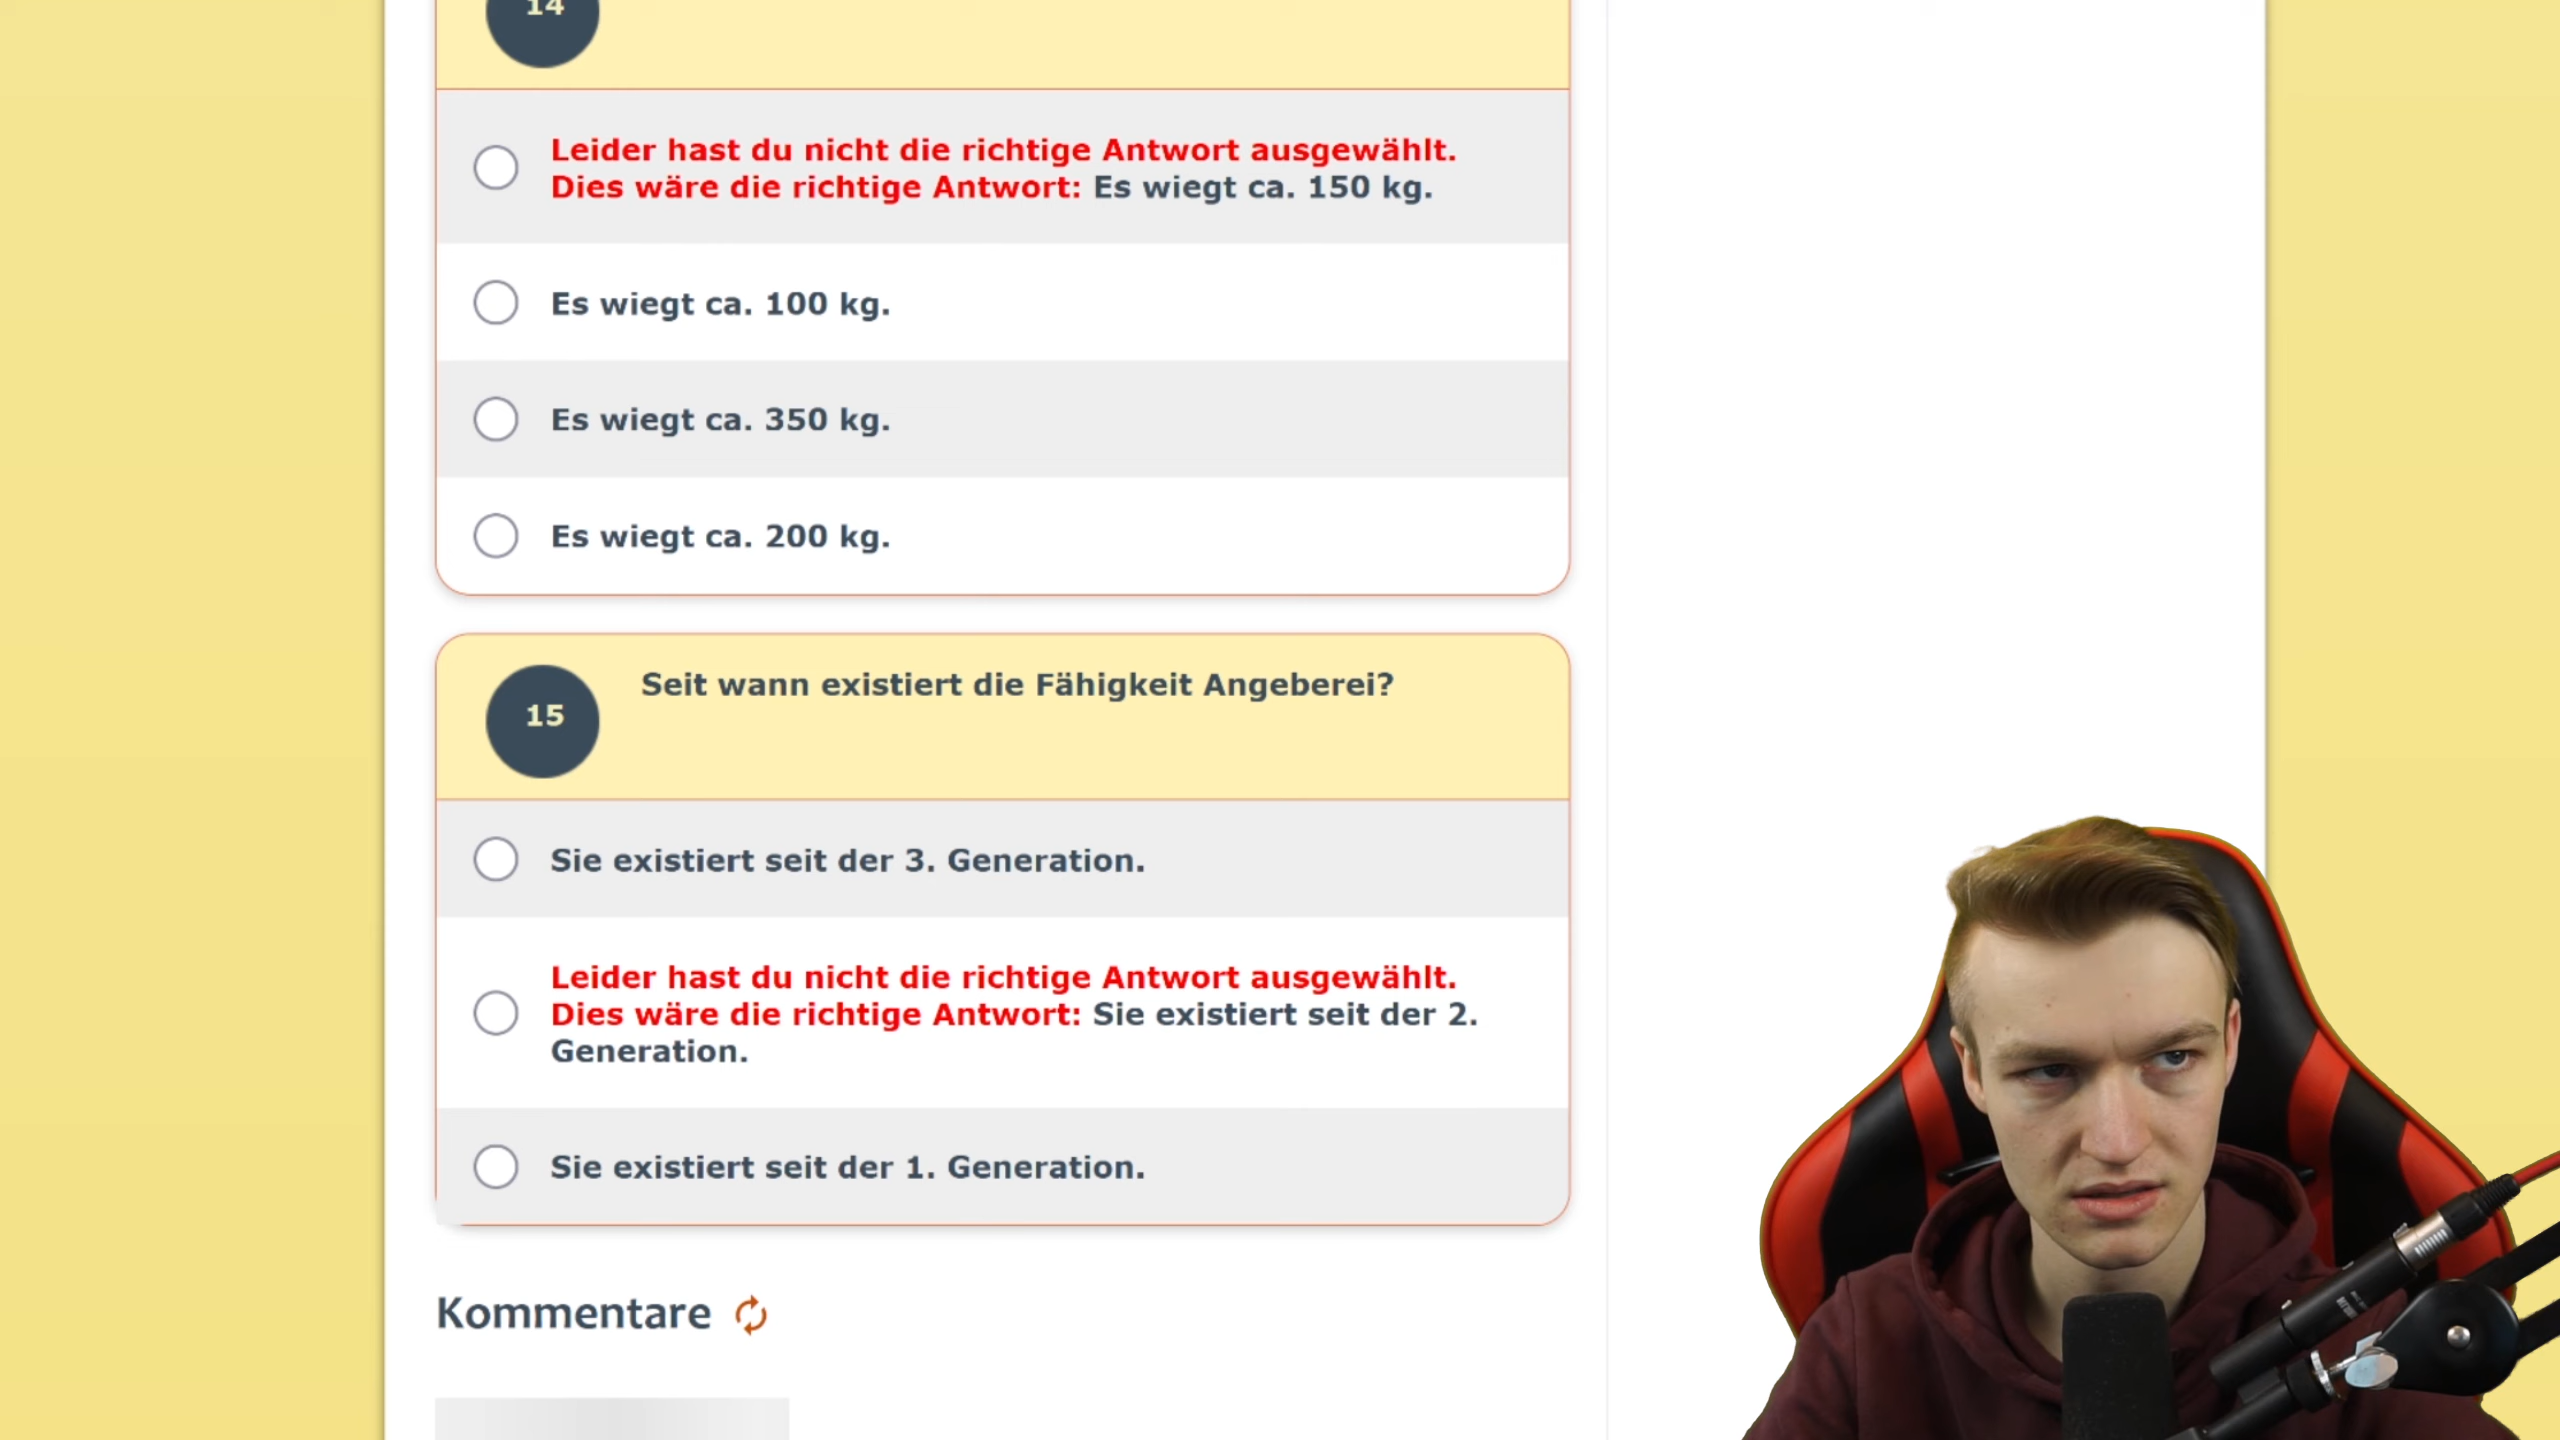 14
Leider hast du nicht die richtige Antwort ausgewählt.
Dies wäre die richtige Antwort: Es wiegt ca. 150 kg.
Es wiegt ca. 100 kg.
Es wiegt ca. 350 kg.
Es wiegt ca. 200 kg.
15
Seit wann existiert die Fähigkeit Angeberei?
Sie existiert seit der 3. Generation.
Leider hast du nicht die richtige Antwort ausgewählt.
Dies wäre die richtige Antwort: Sie existiert seit der 2.
Generation.
Sie existiert seit der 1. Generation.
Kommentare